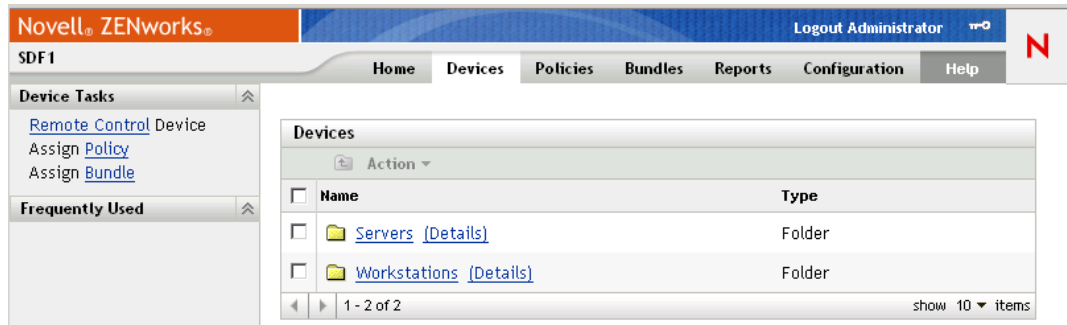 Novell® ZENworks®
Logout Administrator
N
SDF1
Home Devices Policies Bundles Reports Configuration Help
Device Tasks
Remote Control Device
Assign Policy
Assign Bundle
Frequently Used
Devices
Action
Name Type
Servers (Details) Folder
Workstations (Details) Folder
1 - 2 of 2 show 10 items